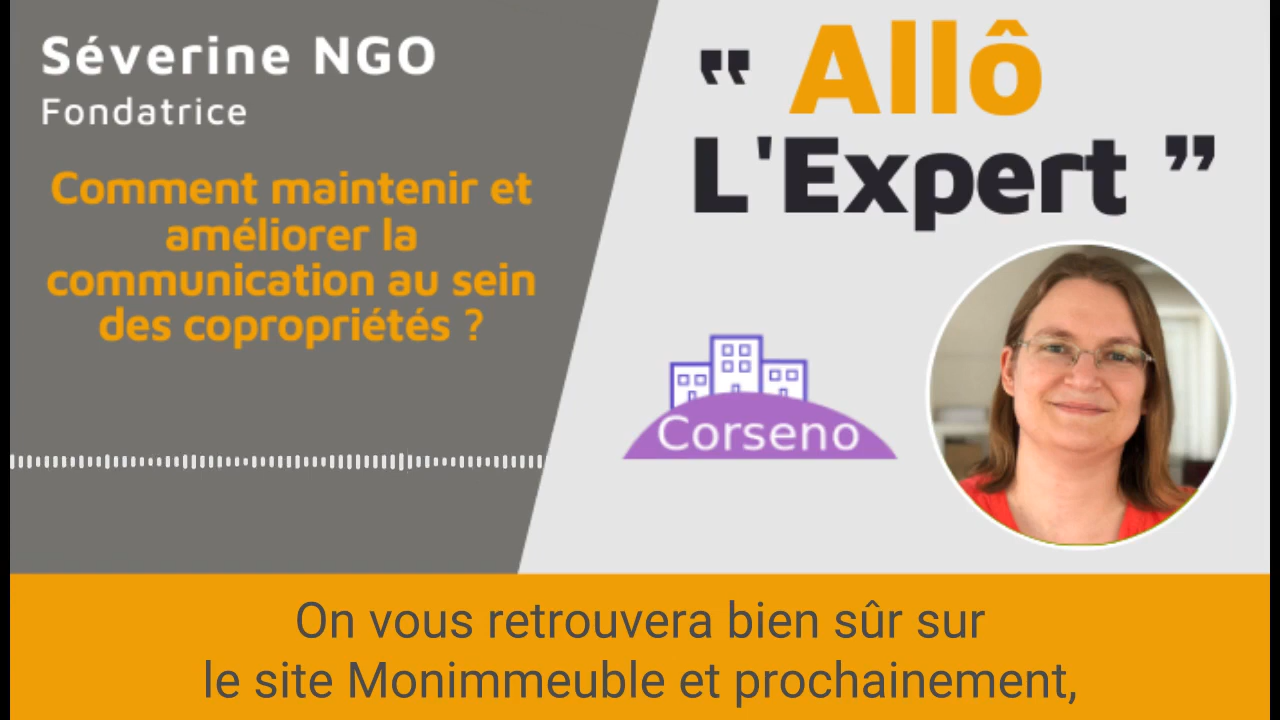 Séverine NGO
Fondatrice
Comment maintenir et
améliorer la
communication au sein
des copropriétés ?
" Allô
L'Expert "
Corseno
On vous retrouvera bien sûr sur
le site Monimmeuble et prochainement,